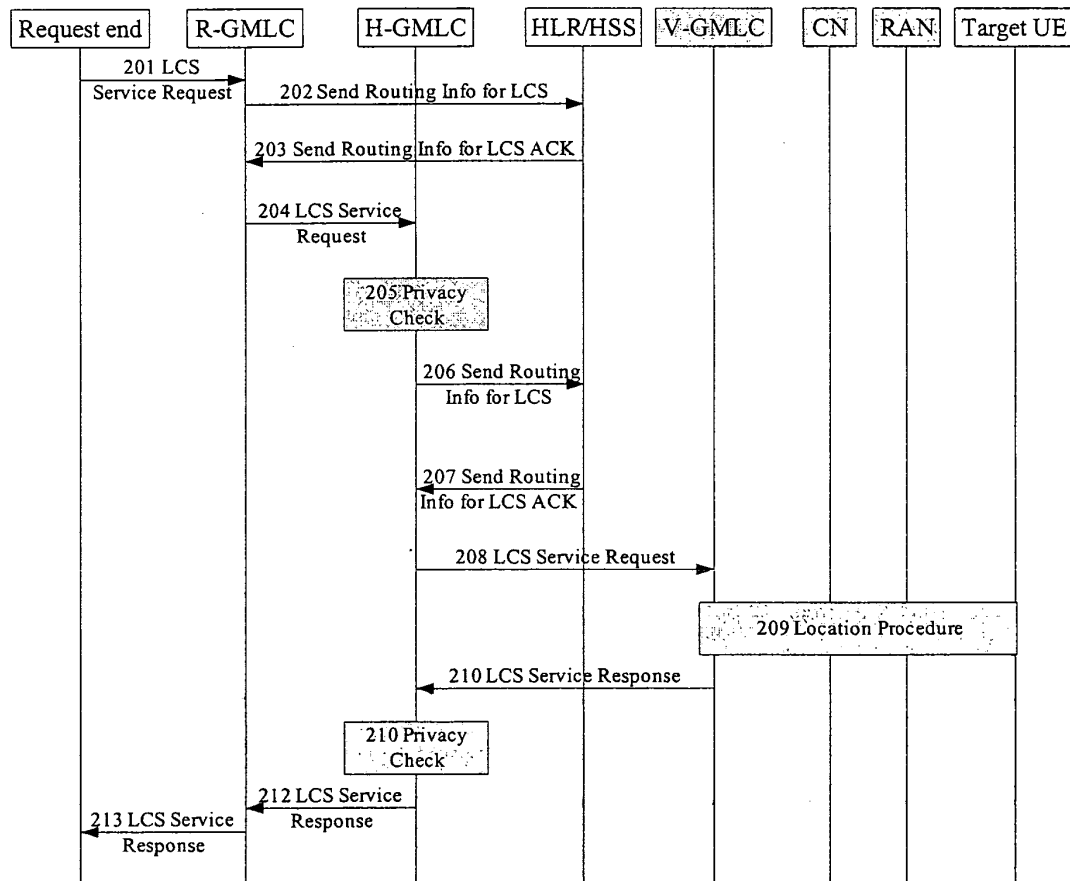 Request end
R-GMLC
H-GMLC
HLR/HSS
V-GMLC
CN
RAN
Target UE
201 LCS
Service Request
202 Send Routing Info for LCS
203 Send Routing Info for LCS ACK
204 LCS Service
Request
205 Privacy
Check
206 Send Routing
Info for LCS
207 Send Routing
Info for LCS ACK
208 LCS Service Request
209 Location Procedure
210 LCS Service Response
210 Privacy
Check
212 LCS Service
Response
213 LCS Service
Response